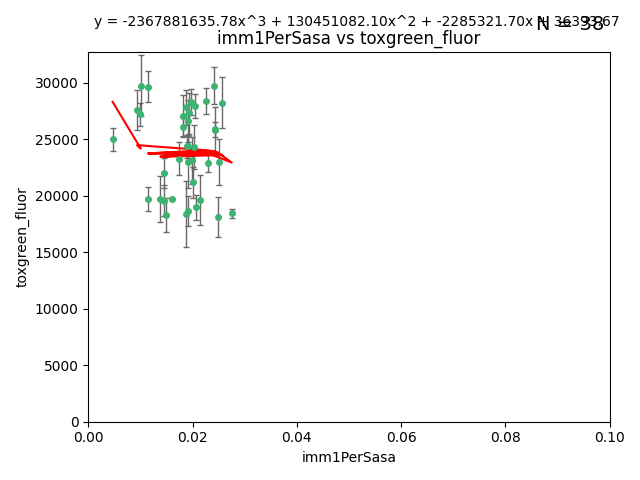 y = -2367881635.78x^3 + 130451082.10x^2 + -2285321.70x + 36393.67
N = 38
imm1PerSasa vs toxgreen_fluor
30000
25000
20000
15000
10000
5000
0
toxgreen_fluor
0.00 0.02 0.04 0.06 0.08 0.10
imm1PerSasa